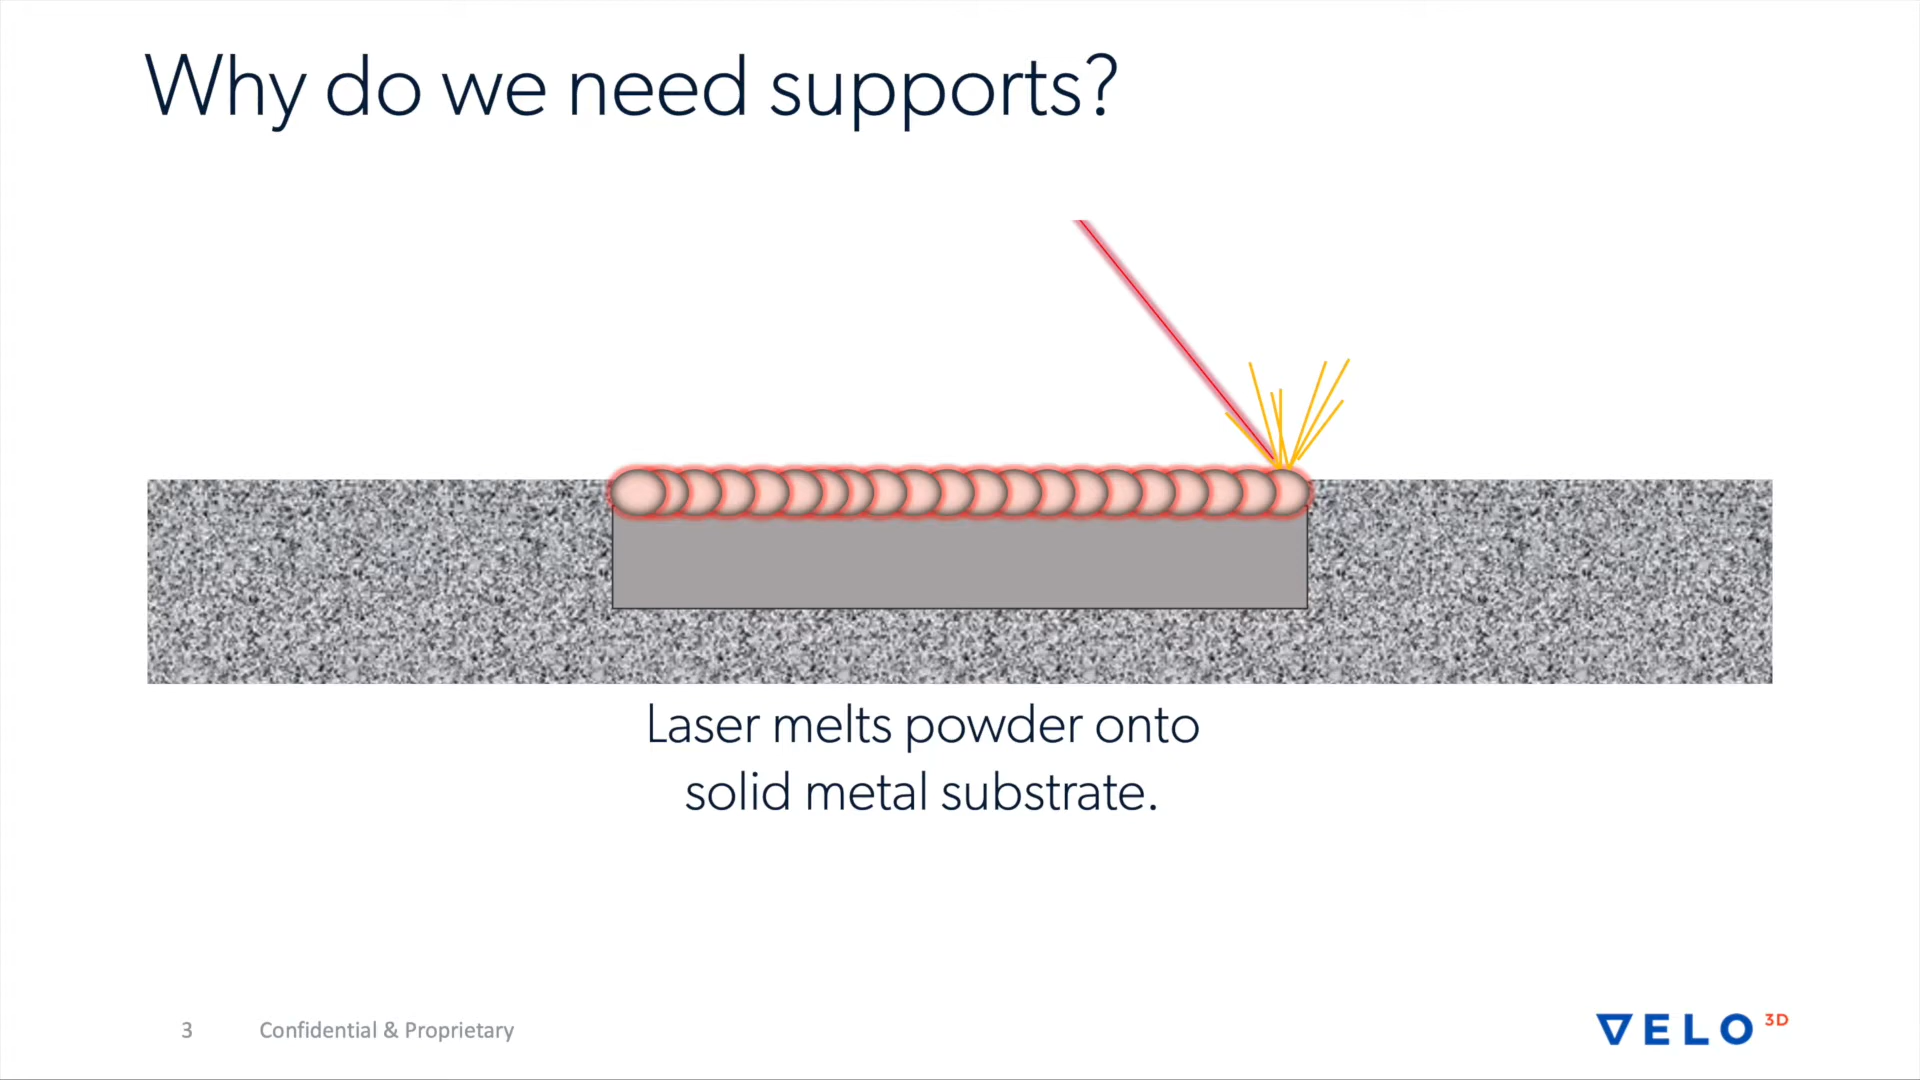 Why do we need supports?
Laser melts powder onto
solid metal substrate.
3 Confidential & Proprietary
VELO 3D